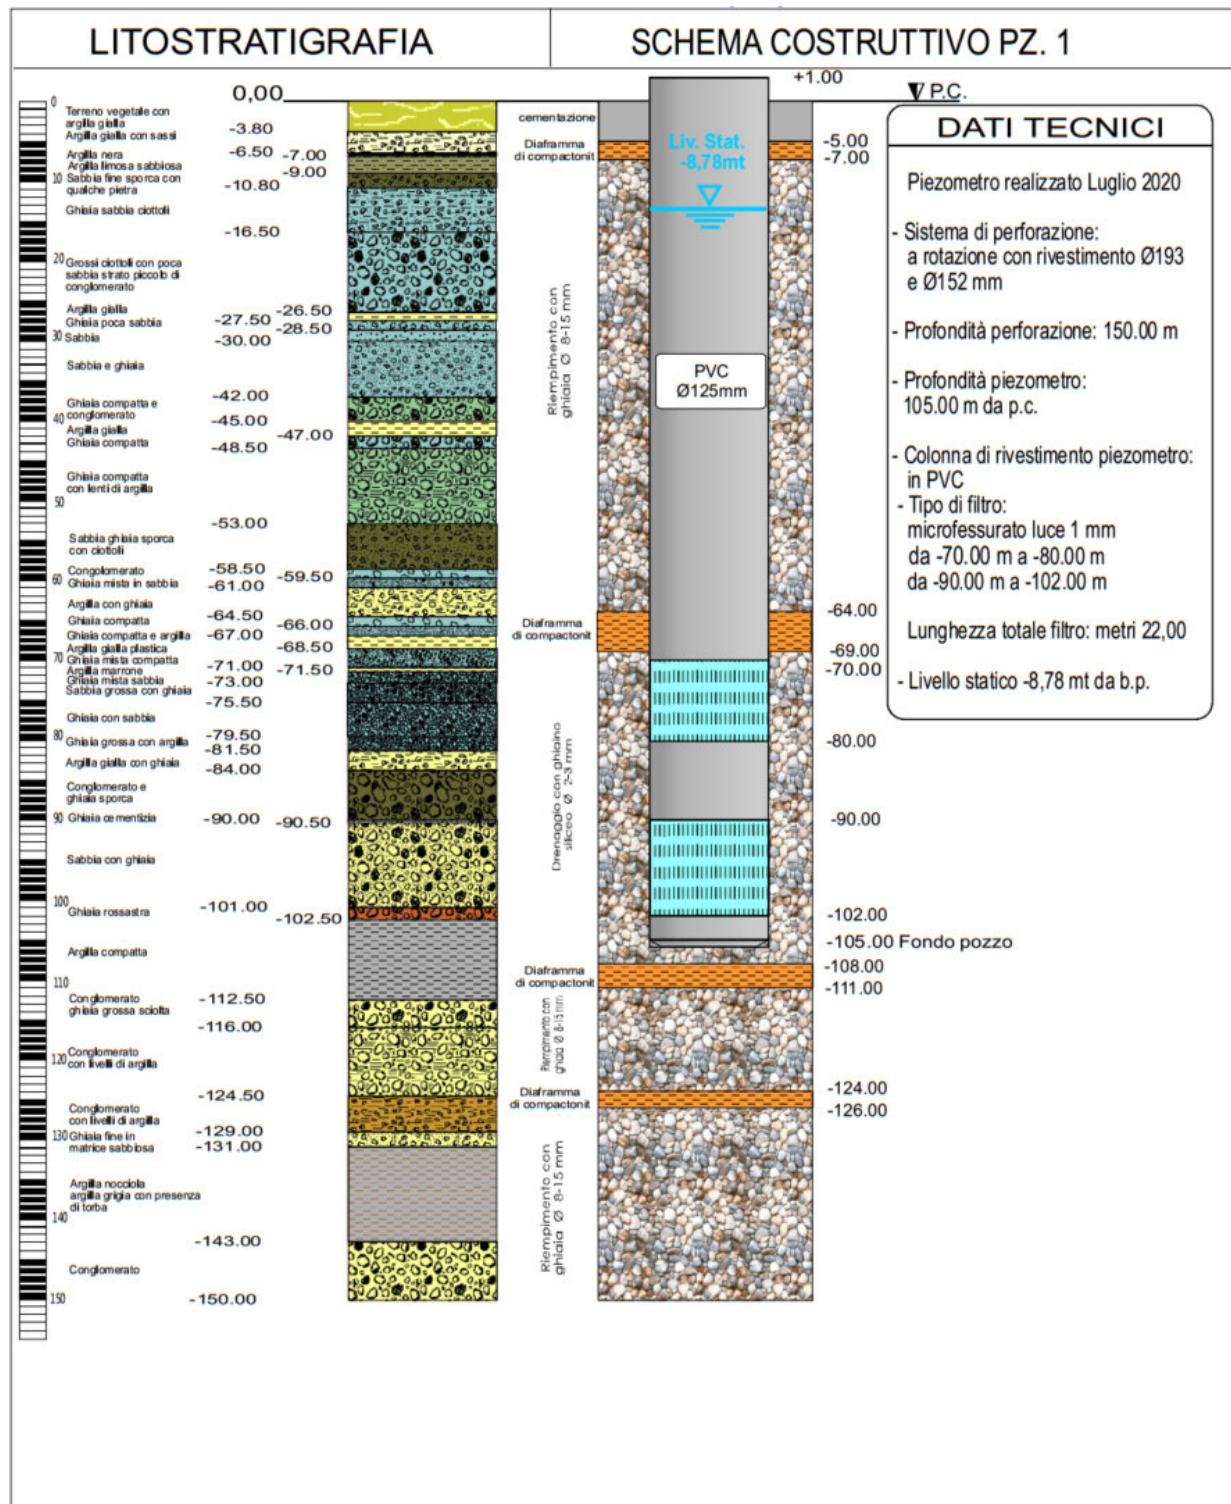 LITOSTRATIGRAFIA
SCHEMA COSTRUTTIVO PZ. 1
0
0,00
+1.00
P.C.
Terreno vegetale con
argilla gialla
-3.80
Argilla gialla con sassi
-6.50
-7.00
Argilla nera
Argilla limosa sabbiosa
-9.00
10
Sabbia fine sporca con
qualche pietra
-10.80
Ghiaia sabbia ciottoli
-16.50
20
Grossi ciottoli con poca
sabbia strato piccolo di
conglomerato
-26.50
Argilla gialla
-27.50
Ghiaia poca sabbia
-28.50
30
Sabbia
-30.00
Sabbia e ghiaia
-42.00
Ghiaia compatta e
conglomerato
40
-45.00
Argilla gialla
-47.00
Ghiaia compatta
-48.50
Ghiaia compatta
con lenti di argilla
50
-53.00
Sabbia ghiaia sporca
con ciottoli
-58.50
Congolomerato
-59.50
60
Ghiaia mista in sabbia
-61.00
Argilla con ghiaia
-64.50
Ghiaia compatta
-66.00
Ghiaia compatta e argilla
-67.00
Argilla gialla plastica
-68.50
70
Ghiaia mista compatta
-71.00
Argilla marrone
-71.50
Ghiaia mista sabbia
-73.00
Sabbia grossa con ghiaia
-75.50
Ghiaia con sabbia
-79.50
80
Ghiaia grossa con argilla
-81.50
Argilla gialla con ghiaia
-84.00
Conglomerato e
ghiaia sporca
90
Ghiaia cementizia
-90.00
-90.50
Sabbia con ghiaia
100
-101.00
Ghiaia rossastra
-102.50
Argilla compatta
110
-112.50
Conglomerato
ghiaia grossa sciolta
-116.00
Conglomerato
120
con livelli di argilla
-124.50
Conglomerato
con livelli di argilla
-129.00
130
Ghiaia fine in
matrice sabbiosa
-131.00
Argilla nocciola
argilla grigia con presenza
di torba
140
-143.00
Conglomerato
150
-150.00
cementazione
Diaframma
di compactonit
-5.00
-7.00
Liv. Stat.
-8,78mt
Riempimento con
ghiaia Ø 8-15 mm
PVC
Ø125mm
Diaframma
di compactonit
-64.00
-69.00
-70.00
-80.00
Drenaggio con ghiaino
siliceo Ø 2-3 mm
-90.00
-102.00
-105.00 Fondo pozzo
Diaframma
di compactonit
-108.00
-111.00
Riempimento con
ghiaia Ø 8-15 mm
Diaframma
di compactonit
-124.00
-126.00
Riempimento con
ghiaia Ø 8-15 mm
DATI TECNICI
Piezometro realizzato Luglio 2020
- Sistema di perforazione:
a rotazione con rivestimento Ø193
e Ø152 mm
- Profondità perforazione: 150.00 m
- Profondità piezometro:
105.00 m da p.c.
- Colonna di rivestimento piezometro:
in PVC
- Tipo di filtro:
microfessurato luce 1 mm
da -70.00 m a -80.00 m
da -90.00 m a -102.00 m
Lunghezza totale filtro: metri 22,00
- Livello statico -8,78 mt da b.p.